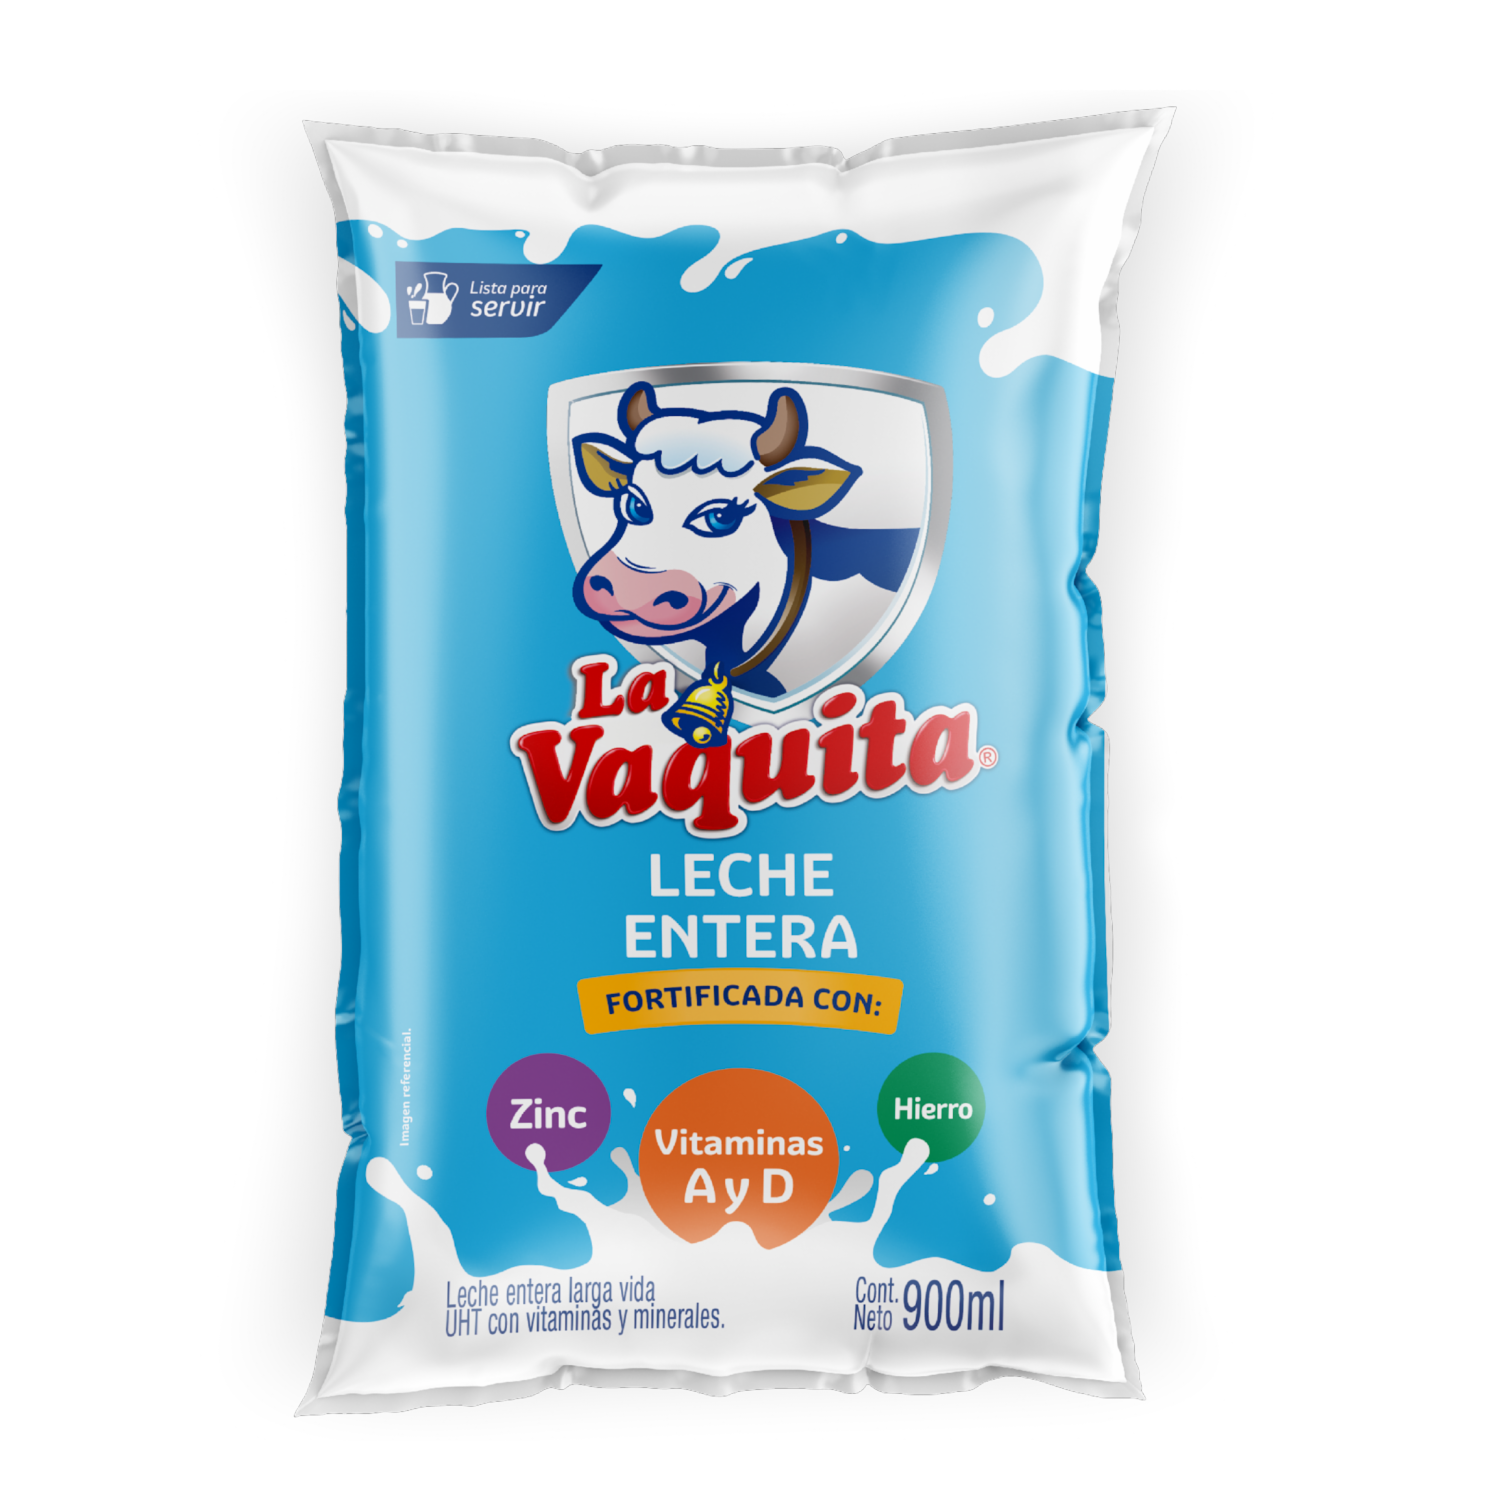 Lista para
servir
La
Vaquita®
LECHE
ENTERA
FORTIFICADA CON:
Zinc
Vitaminas
A y D
Hierro
Imagen referencial.
Leche entera larga vida
UHT con vitaminas y minerales.
Cont.
Neto 900ml